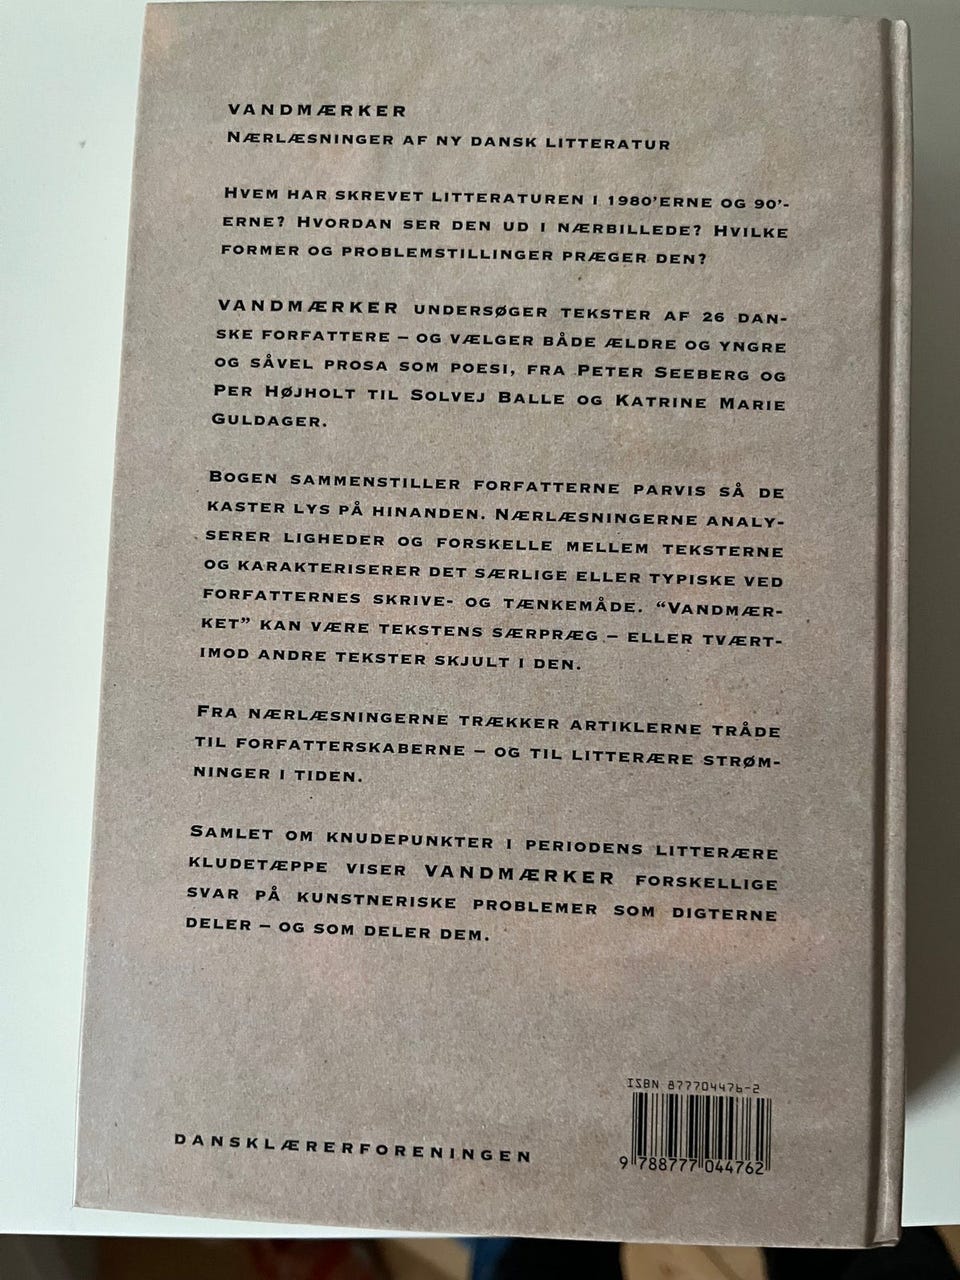 VANDMÆRKER
NÆRLÆSNINGER AF NY DANSK LITTERATUR
HVEM HAR SKREVET LITTERATUREN I 1980'ERNE OG 90'-
ERNE? HVORDAN SER DEN UD I NÆRBILLEDE? HVILKE
FORMER OG PROBLEMSTILLINGER PRÆGER DEN?
VANDMÆRKER UNDERSØGER TEKSTER AF 26 DAN-
SKE FORFATTERE – OG VÆLGER BÅDE ÆLDRE OG YNGRE
OG SÅVEL PROSA SOM POESI, FRA PETER SEEBERG OG
PER HØJHOLT TIL SOLVEJ BALLE OG KATRINE MARIE
GULDAGER.
BOGEN SAMMENSTILLER FORFATTERNE PARVIS SÅ DE
KASTER LYS PÅ HINANDEN. NÆRLÆSNINGERNE ANALY-
SERER LIGHEDER OG FORSKELLE MELLEM TEKSTERNE
OG KARAKTERISERER DET SÆRLIGE ELLER TYPISKE VED
FORFATTERNES SKRIVE- OG TÆNKEMÅDE. "VANDMÆR-
KET" KAN VÆRE TEKSTENS SÆRPRÆG – ELLER TVÆRT-
IMOD ANDRE TEKSTER SKJULT I DEN.
FRA NÆRLÆSNINGERNE TRÆKKER ARTIKLERNE TRÅDE
TIL FORFATTERSKABERNE – OG TIL LITTERÆRE STRØM-
NINGER I TIDEN.
SAMLET OM KNUDEPUNKTER I PERIODENS LITTERÆRE
KLUDETÆPPE VISER VANDMÆRKER FORSKELLIGE
SVAR PÅ KUNSTNERISKE PROBLEMER SOM DIGTERNE
DELER – OG SOM DELER DEM.
ISBN 877704476-2
9 788777 044762
DANSKLÆRERFORENINGEN